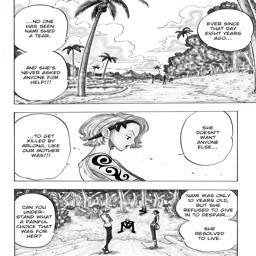 EVER SINCE
THAT DAY
EIGHT YEARS
AGO...
...NO ONE
HAS SEEN
NAMI SHED
A TEAR.
AND SHE'S
NEVER ASKED
ANYONE FOR
HELP!!!
SHE
DOESN'T
WANT
ANYONE
ELSE...
...TO GET
KILLED BY
ARLONG, LIKE
OUR MOTHER
WAS!!!
NAMI WAS ONLY
10 YEARS OLD,
BUT SHE
REFUSED TO GIVE
IN TO DESPAIR...
SHE
RESOLVED
TO LIVE.
CAN YOU
UNDER-
STAND WHAT
A PAINFUL
CHOICE THAT
WAS FOR
HER?